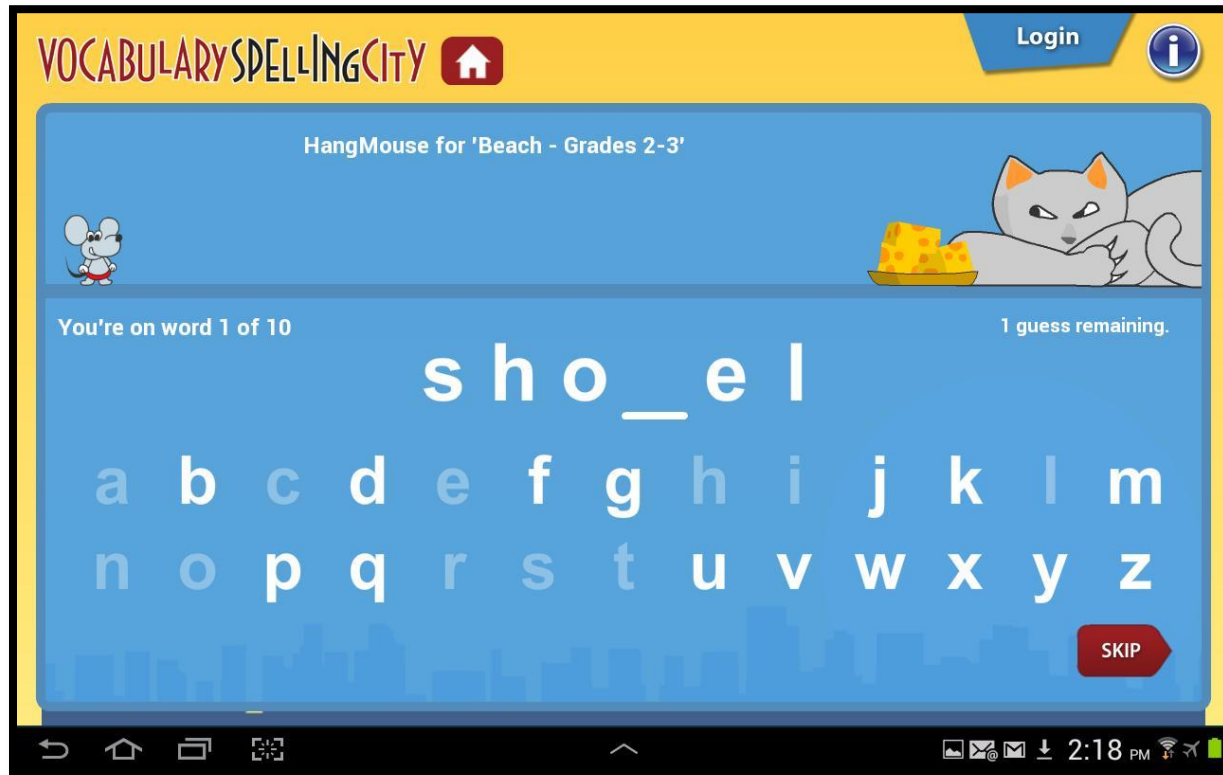 VOCABULARYSPELLINGCITY
Login
i
HangMouse for 'Beach - Grades 2-3'
You're on word 1 of 10
1 guess remaining.
s h o _ e l
a b c d e f g h i j k l m
n o p q r s t u v w x y z
SKIP
2:18 PM